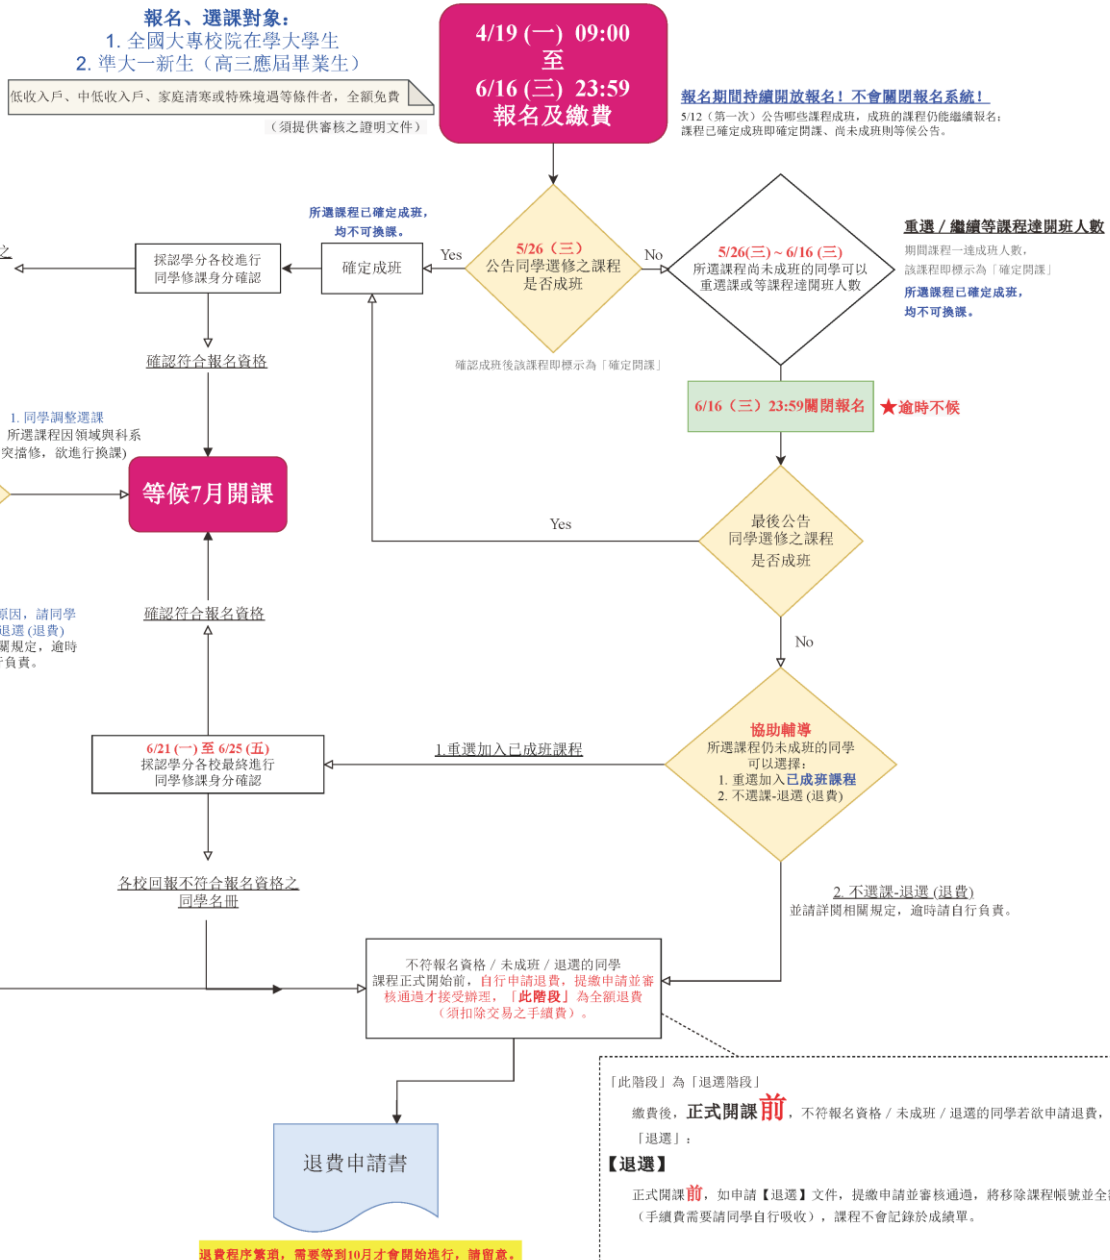 報名、選課對象：
1. 全國大專校院在學大學生
2. 準大一新生（高三應屆畢業生）
低收入戶、中低收入戶、家庭清寒或特殊境遇等條件者，全額免費
（須提供審核之證明文件）
4/19 (一) 09:00
至
6/16 (三) 23:59
報名及繳費
報名期間持續開放報名！不會關閉報名系統！
5/12（第一次）公告哪些課程成班，成班的課程仍能繼續報名；
課程已確定成班即確定開課、尚未成班則等候公告。
所選課程已確定成班，
均不可換課。
之
採認學分各校進行
同學修課身分確認
確定成班
Yes
5/26（三）
公告同學選修之課程
是否成班
No
5/26(三) ~ 6/16 (三)
所選課程尚未成班的同學可以
重選課或等課程達開班人數
重選 / 繼續等課程達開班人數
期間課程一達成班人數，
該課程即標示為「確定開課」
所選課程已確定成班，
均不可換課。
確認成班後該課程即標示為「確定開課」
確認符合報名資格
6/16（三）23:59關閉報名
★逾時不候
1. 同學調整選課
所選課程因領域與科系
突擋修，欲進行換課)
等候7月開課
Yes
最後公告
同學選修之課程
是否成班
原因，請同學
退選 (退費)
關規定，逾時
行負責。
確認符合報名資格
No
6/21 (一) 至 6/25 (五)
採認學分各校最終進行
同學修課身分確認
1.重選加入已成班課程
協助輔導
所選課程仍未成班的同學
可以選擇：
1. 重選加入已成班課程
2. 不選課-退選 (退費)
各校回報不符合報名資格之
同學名冊
2. 不選課-退選 (退費)
並請詳閱相關規定，逾時請自行負責。
不符報名資格 / 未成班 / 退選的同學
課程正式開始前，自行申請退費，提繳申請並審
核通過才接受辦理，「此階段」為全額退費
（須扣除交易之手續費）。
退費申請書
退費程序繁瑣，需要等到10月才會開始進行，請留意。
「此階段」為「退選階段」
繳費後，正式開課前，不符報名資格 / 未成班 / 退選的同學若欲申請退費，
「退選」：
【退選】
正式開課前，如申請【退選】文件，提繳申請並審核通過，將移除課程帳號並全
（手續費需要請同學自行吸收），課程不會記錄於成績單。